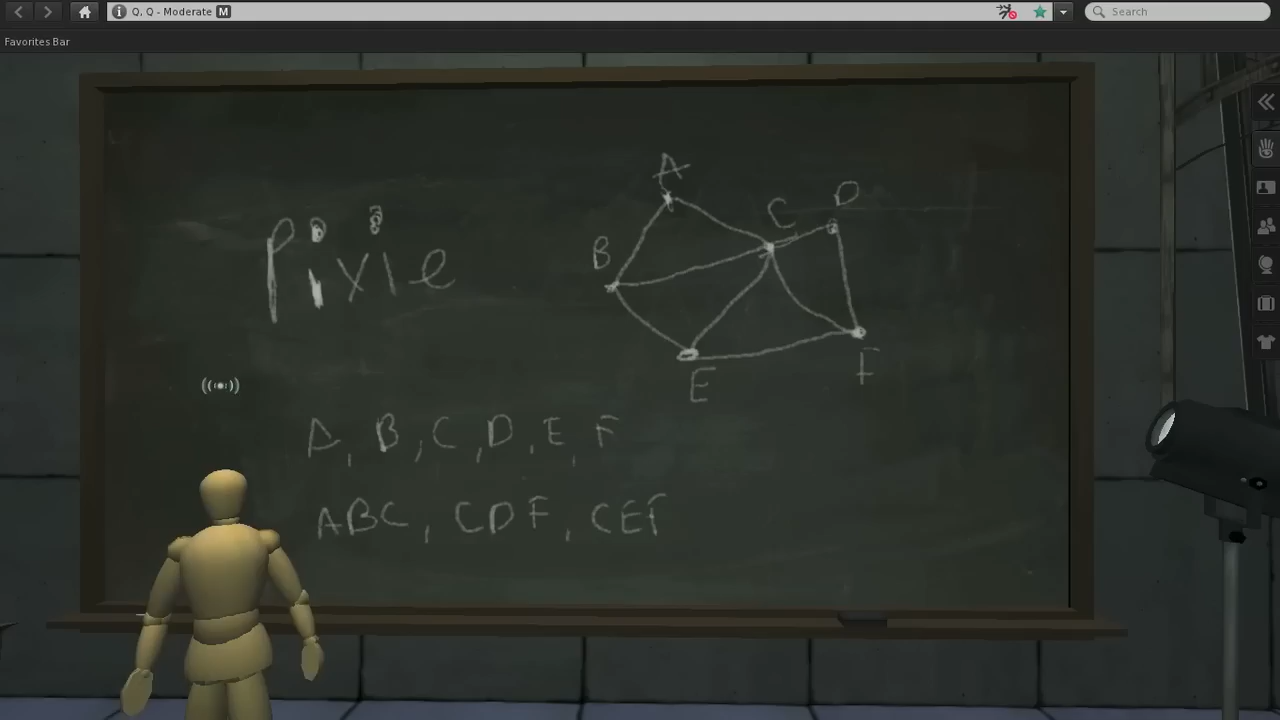 Q, Q - Moderate M
Search
Favorites Bar
Pixie
A
B
C
D
E
F
A, B, C, D, E, F
ABC, CDF, CEF